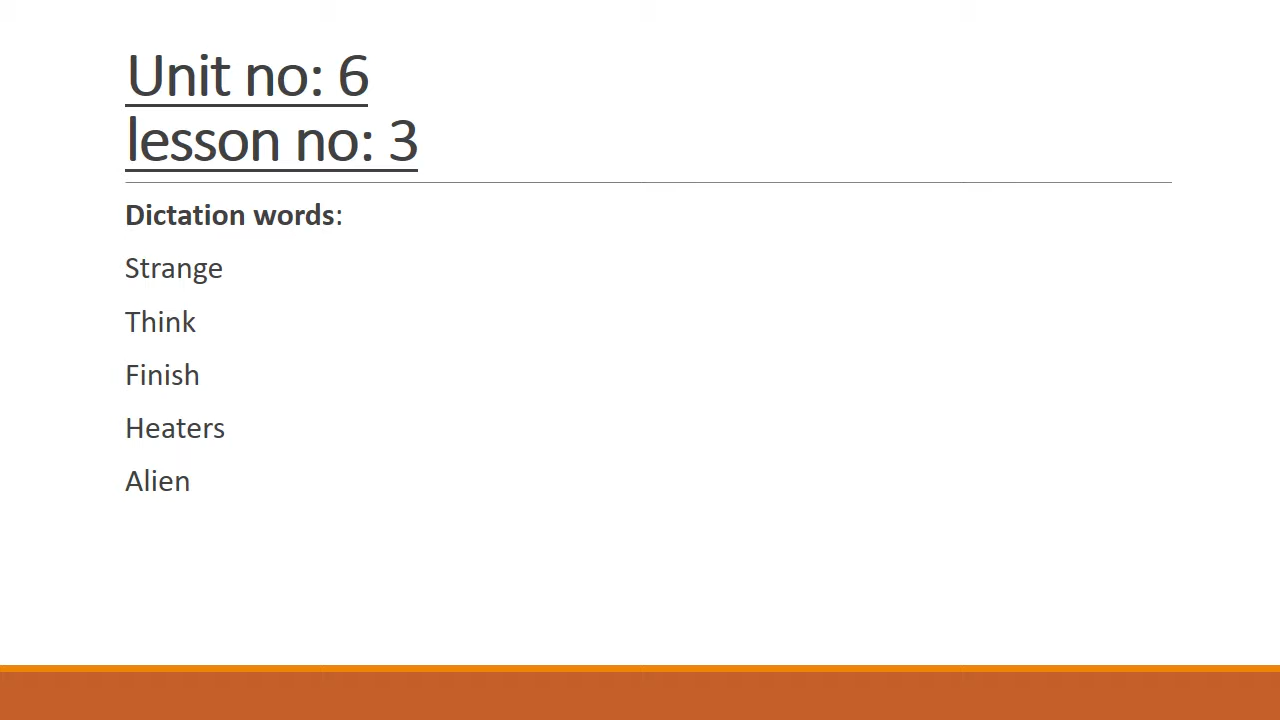 Unit no: 6
lesson no: 3
Dictation words:
Strange
Think
Finish
Heaters
Alien